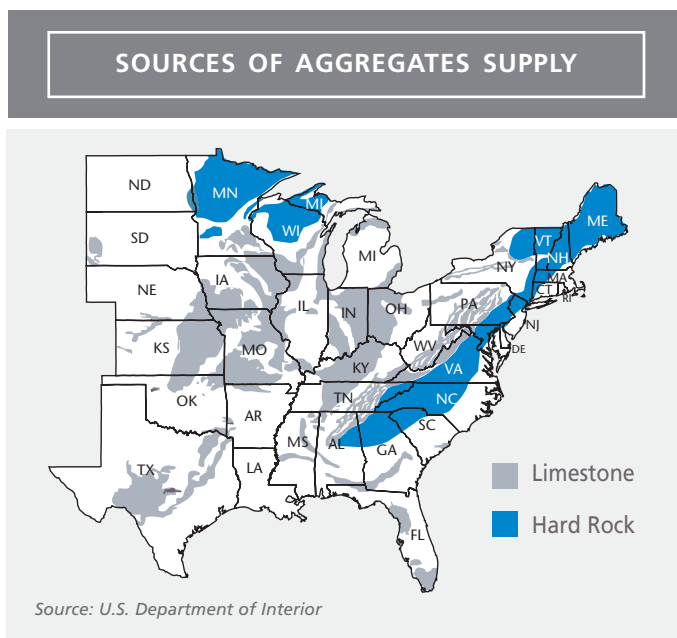 SOURCES OF AGGREGATES SUPPLY
ND
MN
MI
ME
SD
WI
VT
NH
MI
NY
MA
NE
IA
CT
RI
IL
IN
OH
PA
NJ
KS
MO
WV
DE
KY
VA
OK
TN
NC
AR
SC
MS
AL
GA
TX
LA
Limestone
Hard Rock
FL
Source: U.S. Department of Interior